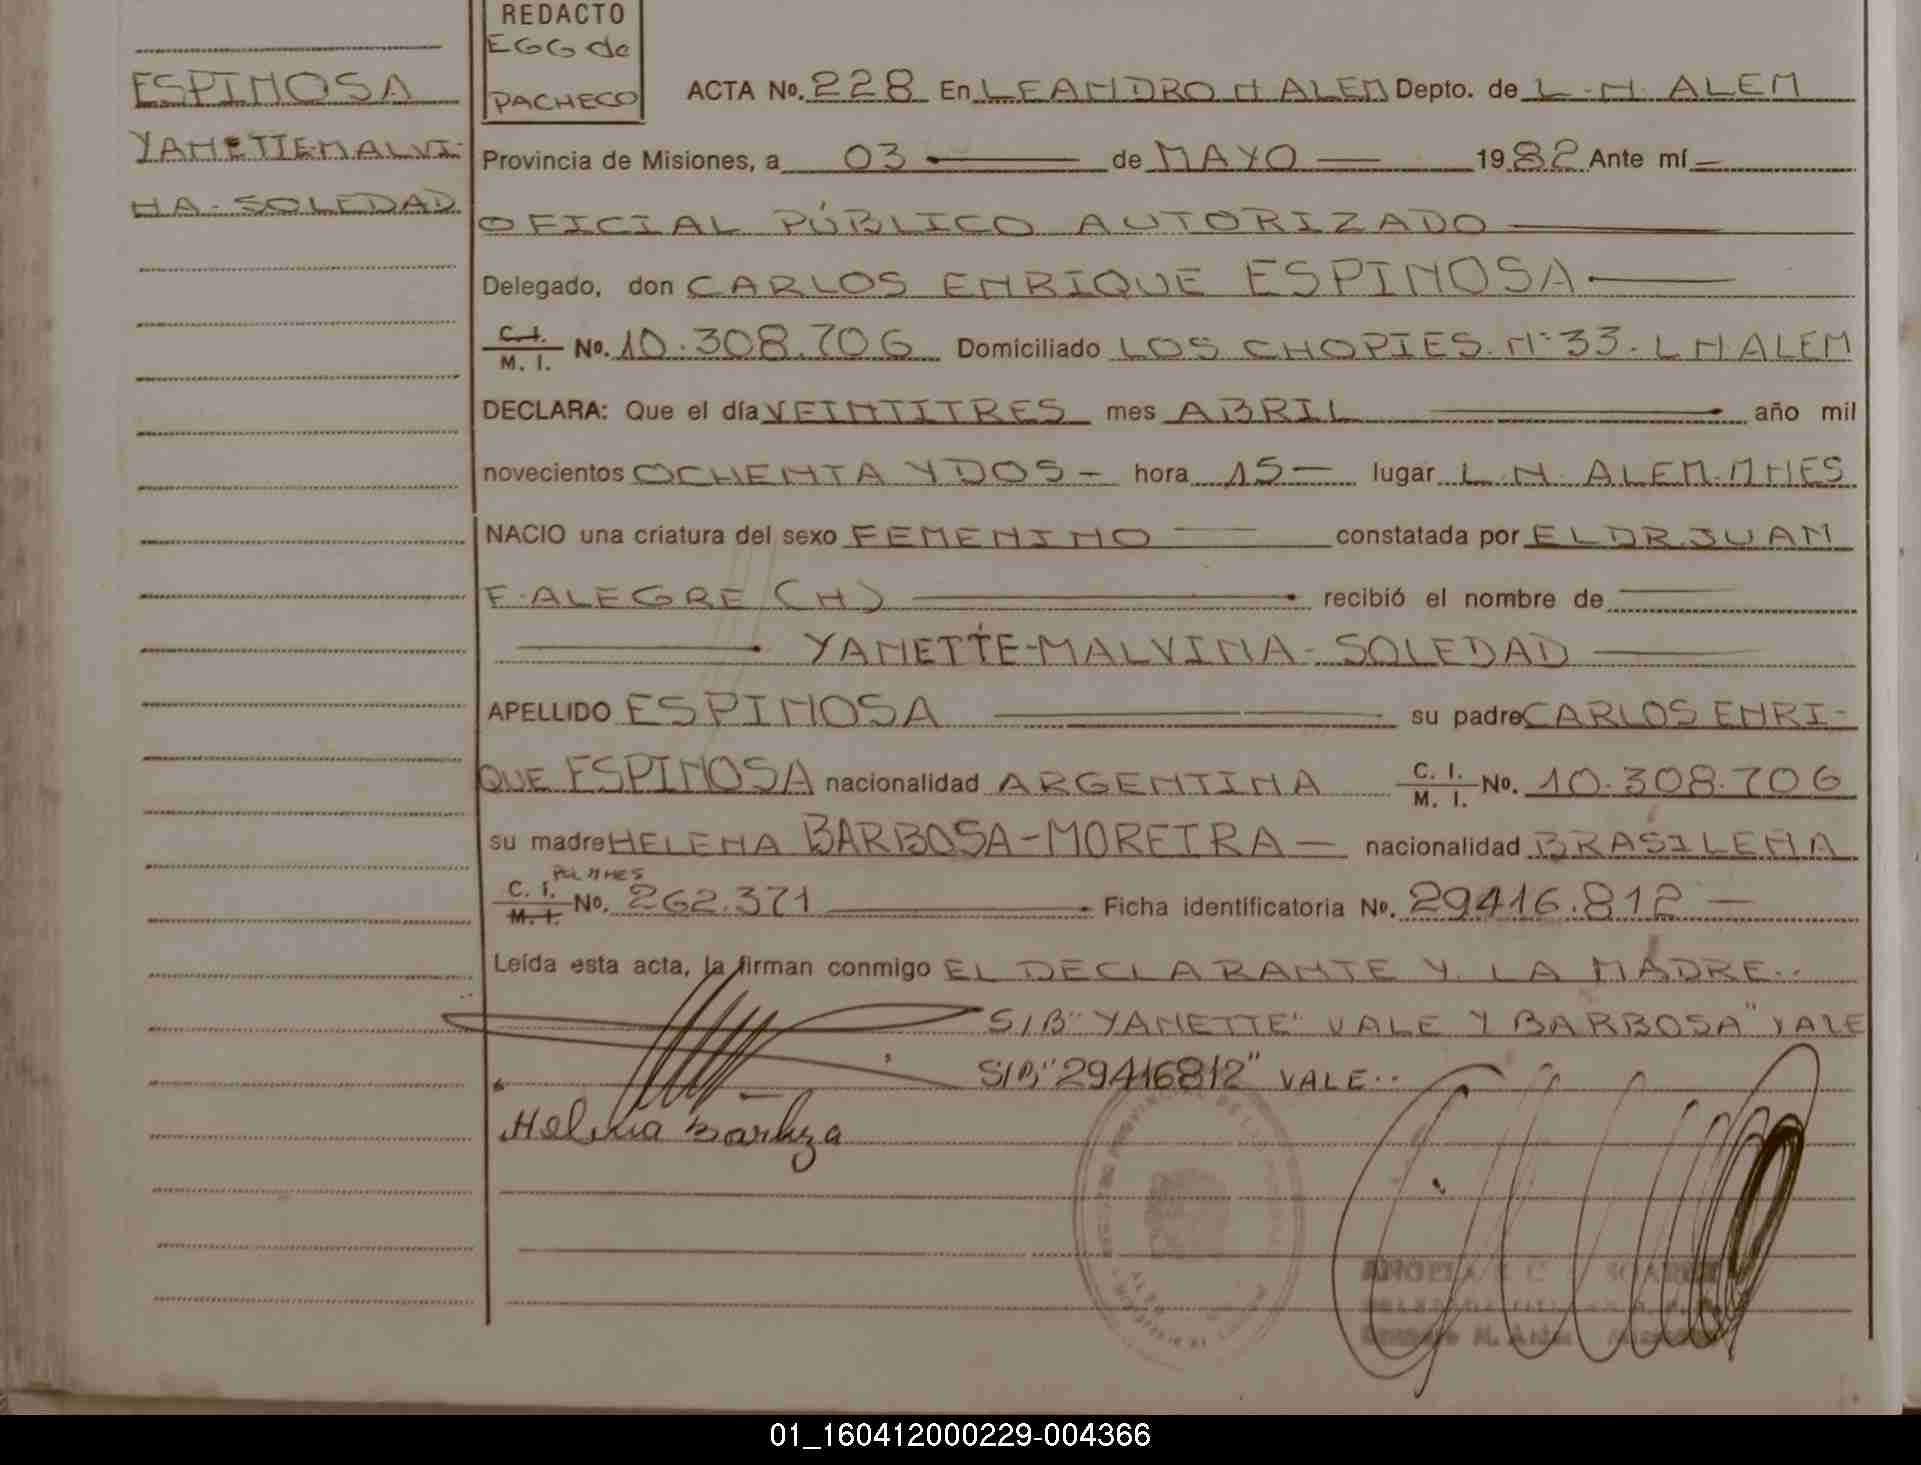 REDACTO
EGG de
PACHECO
ESPINOSA
YANETTE-MALVI-
NA-SOLEDAD
ACTA No. 228 En LEANDRO N ALEM Depto. de L.N. ALEM
Provincia de Misiones, a 03 de MAYO 1982 Ante mí
OFICIAL PÚBLICO AUTORIZADO
Delegado, don CARLOS ENRIQUE ESPINOSA
C.I. M.I. No. 10.308.706 Domiciliado LOS CHOPIES. Nº 33. L N ALEM
DECLARA: Que el día VEINTITRES mes ABRIL año mil
novecientos OCHENTA Y DOS - hora 15 - lugar L.N. ALEM. MNES
NACIO una criatura del sexo FEMENINO constatada por EL DR. JUAN
F. ALEGRE (H) recibió el nombre de
YANETTE-MALVINA-SOLEDAD
APELLIDO ESPINOSA su padre CARLOS ENRI-
QUE ESPINOSA nacionalidad ARGENTINA C.I. M.I. No. 10.308.706
su madre HELENA BARBOSA-MOREIRA - nacionalidad BRASILEÑA
POL MNES
C.I. M.I. No. 262.371 Ficha identificatoria No. 29416.812 -
Leída esta acta, la firman conmigo EL DECLARANTE Y LA MADRE..
S/B "YANETTE" VALE Y BARBOSA" VALE
S/B "29416812" VALE..
Helena
01_160412000229-004366